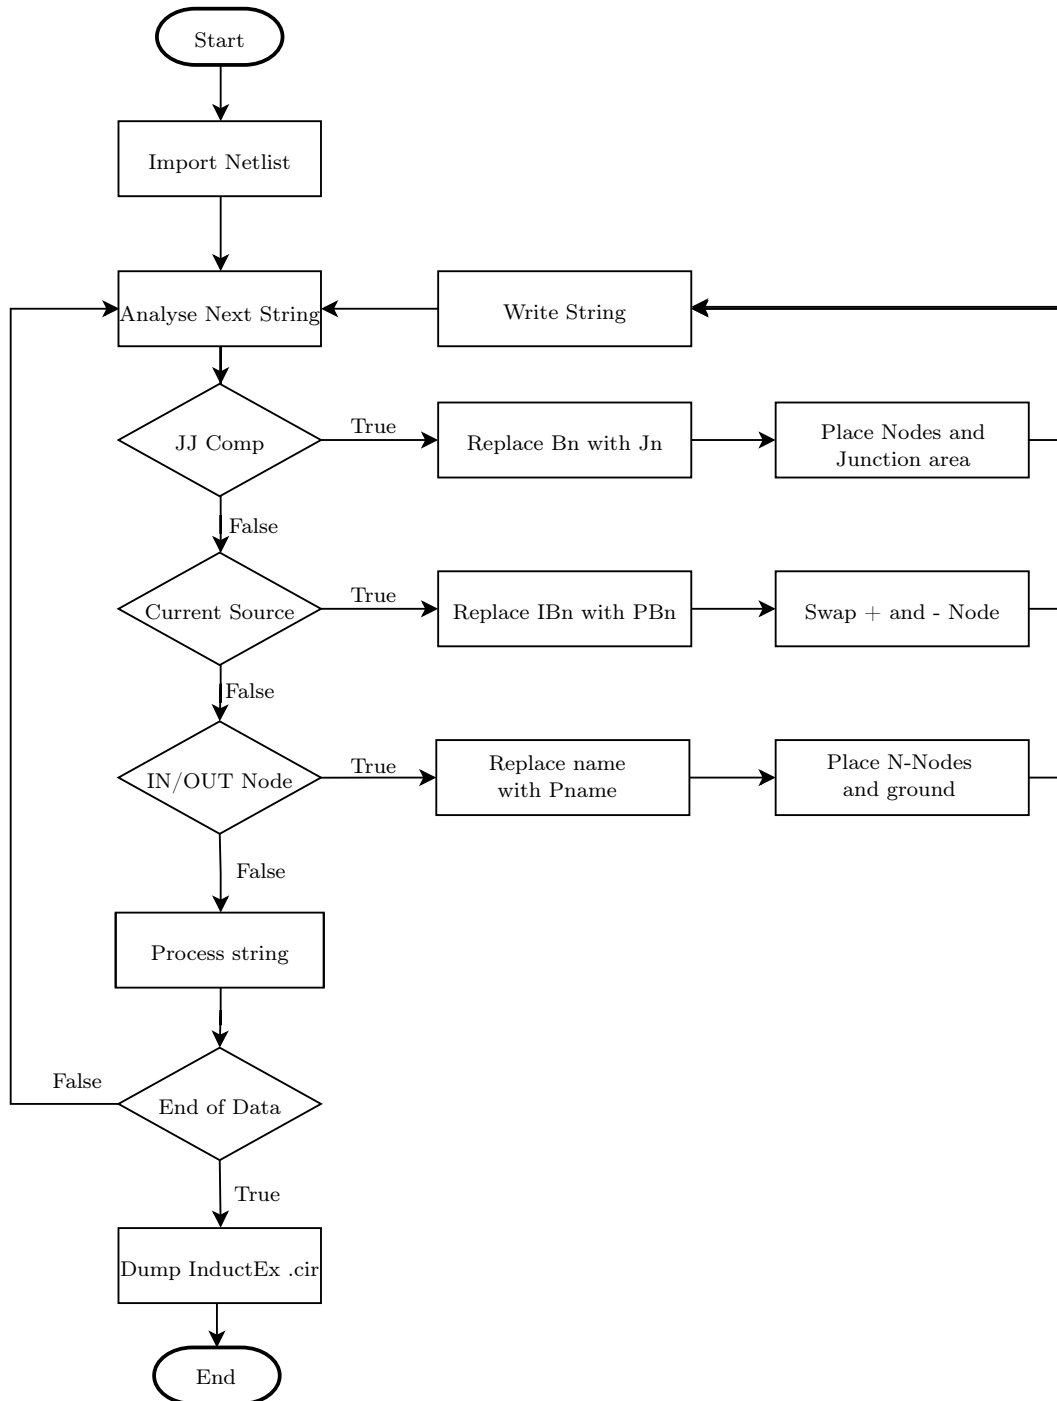 Start
Import Netlist
Analyse Next String
Write String
JJ Comp
True
Replace Bn with Jn
Place Nodes and
Junction area
False
Current Source
True
Replace IBn with PBn
Swap + and - Node
False
IN/OUT Node
True
Replace name
with Pname
Place N-Nodes
and ground
False
Process string
End of Data
False
True
Dump InductEx .cir
End